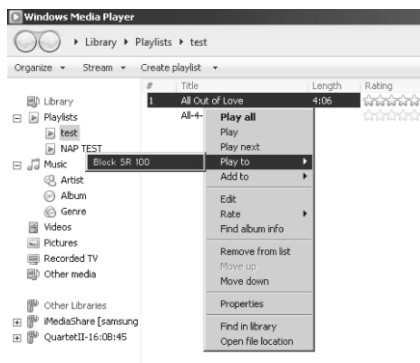 Windows Media Player
Library ▸ Playlists ▸ test
Organize Stream Create playlist
# Title Length Rating
Library
1 All Out of Love 4:06
Playlists
All-4-
test
NAP TEST
Music
Artist
Album
Genre
Videos
Pictures
Recorded TV
Other media
Other Libraries
iMediaShare [samsung
QuartetII-16:0B:45
Block SR 100
Play all
Play
Play next
Play to
Add to
Edit
Rate
Find album info
Remove from list
Move up
Move down
Properties
Find in library
Open file location